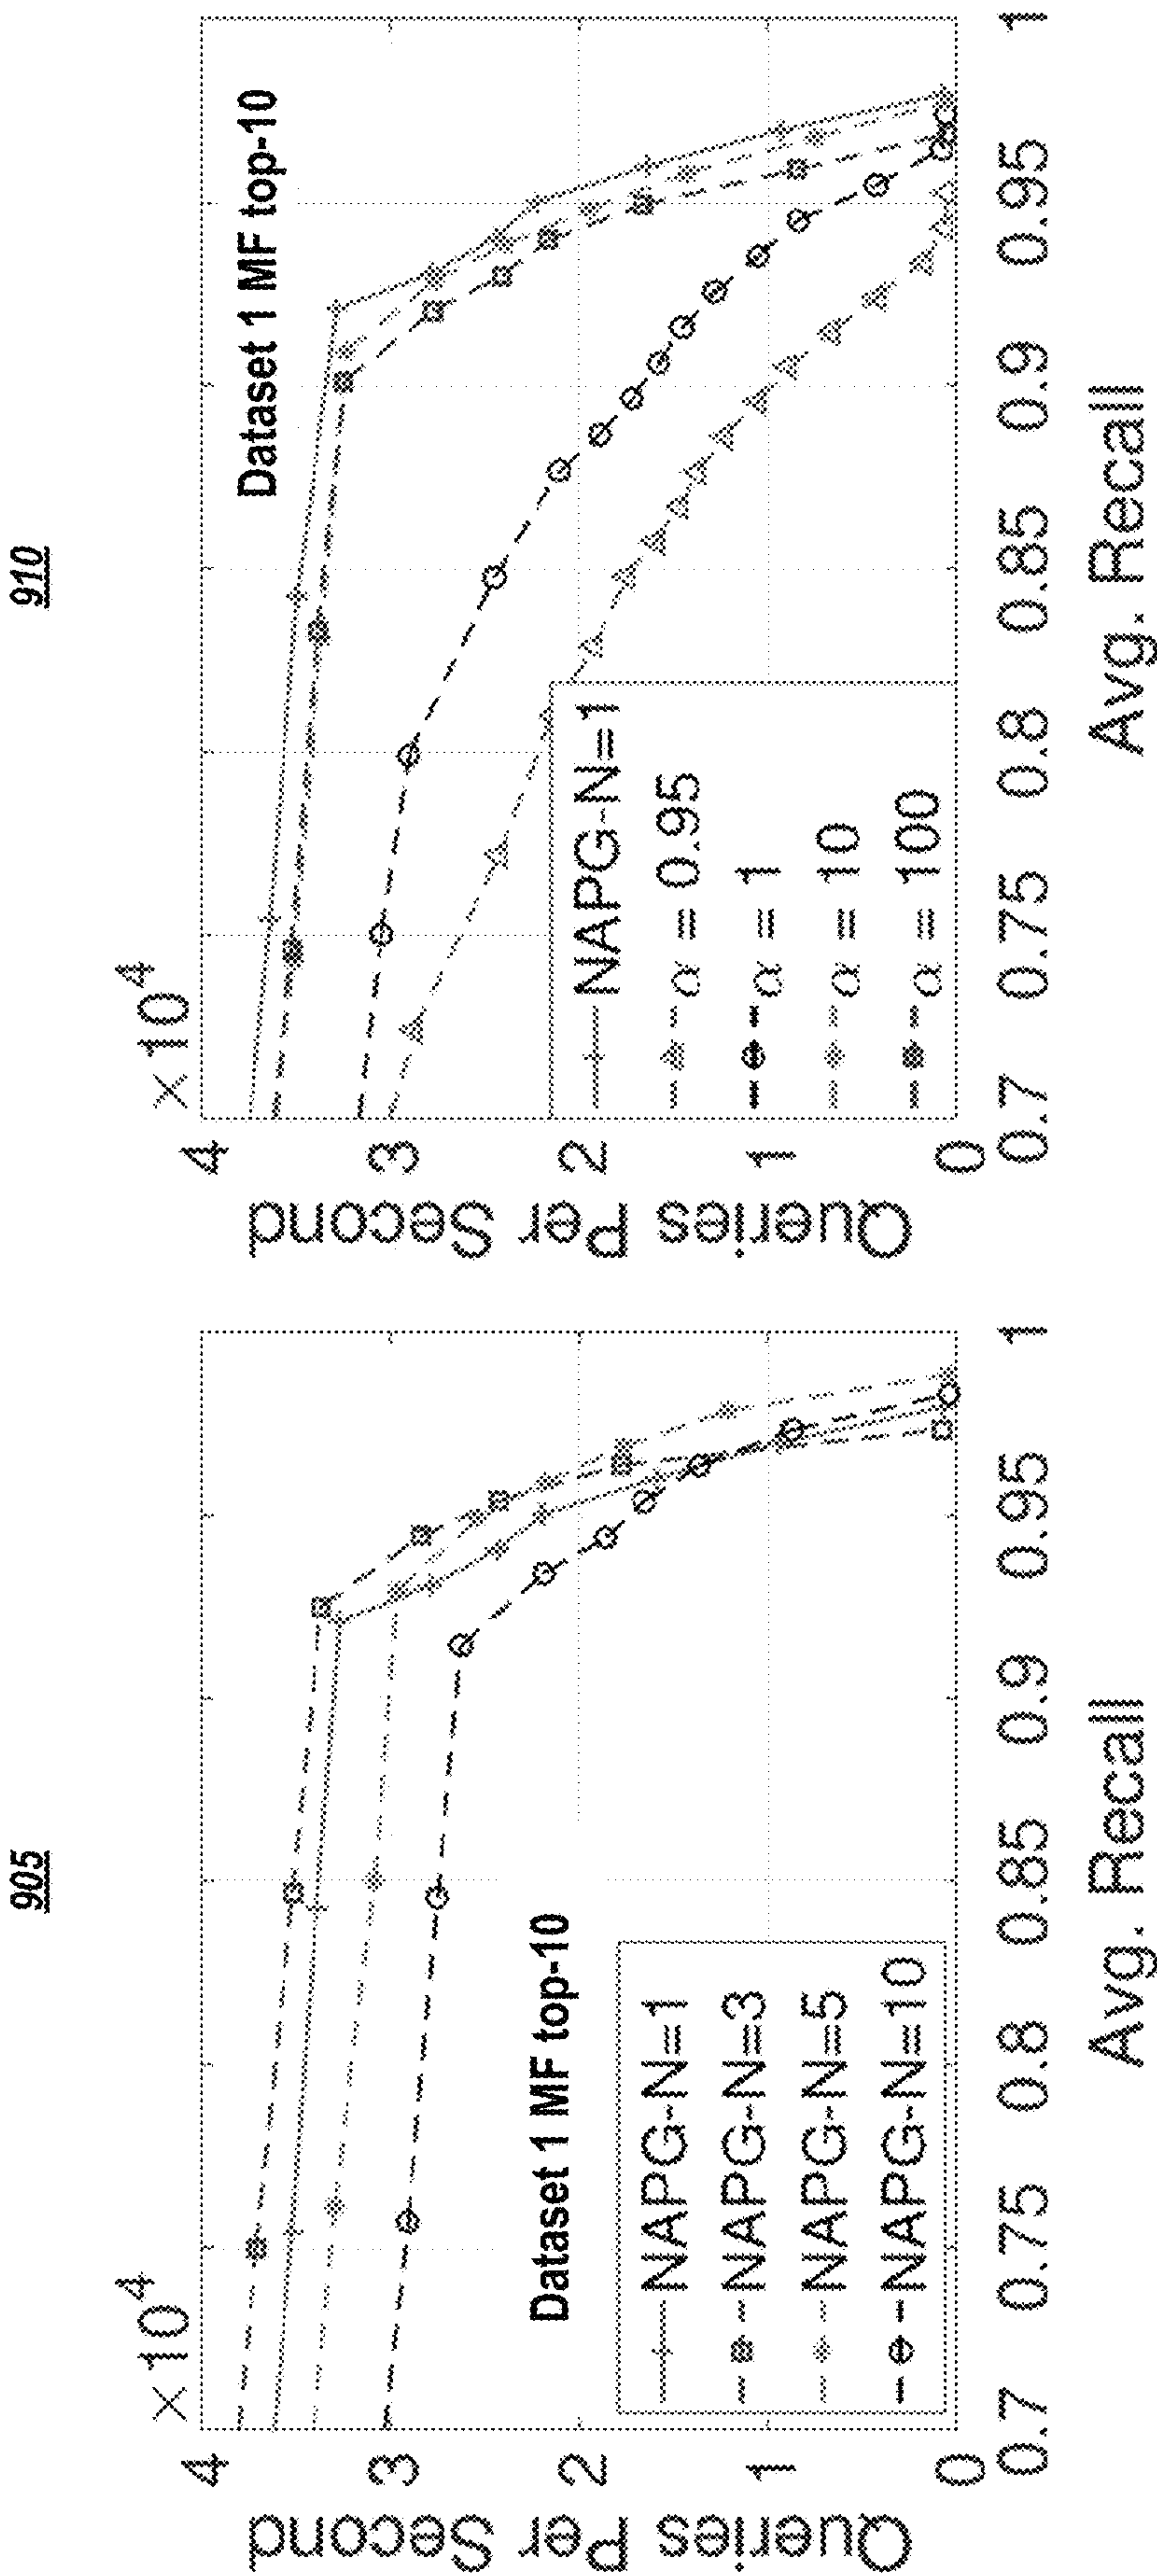 905
×10^4
Queries Per Second
4
3
2
1
0
Dataset 1 MF top-10
NAPG-N=1
NAPG-N=3
NAPG-N=5
NAPG-N=10
0.7 0.75 0.8 0.85 0.9 0.95 1
Avg. Recall
910
×10^4
Queries Per Second
4
3
2
1
0
Dataset 1 MF top-10
NAPG-N=1
α = 0.95
α = 1
α = 10
α = 100
0.7 0.75 0.8 0.85 0.9 0.95 1
Avg. Recall